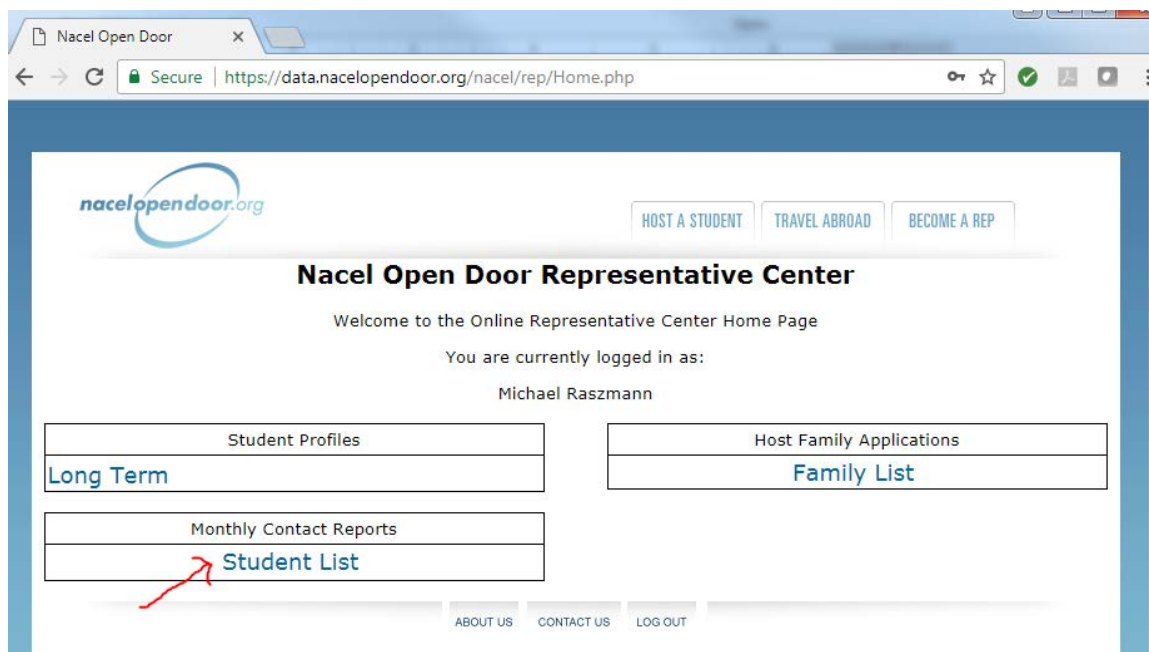 Nacel Open Door
Secure | https://data.nacelopendoor.org/nacel/rep/Home.php
nacelopendoor.org
HOST A STUDENT TRAVEL ABROAD BECOME A REP
Nacel Open Door Representative Center
Welcome to the Online Representative Center Home Page
You are currently logged in as:
Michael Raszmann
Student Profiles
Long Term
Host Family Applications
Family List
Monthly Contact Reports
Student List
ABOUT US CONTACT US LOG OUT